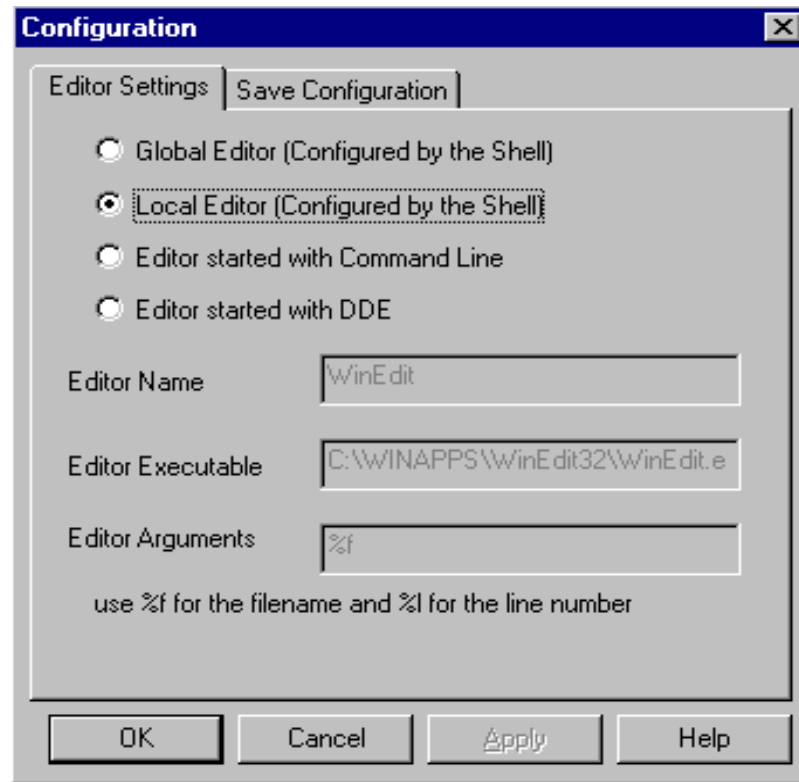 Configuration
Editor Settings
Save Configuration
Global Editor (Configured by the Shell)
Local Editor (Configured by the Shell)
Editor started with Command Line
Editor started with DDE
Editor Name
WinEdit
Editor Executable
C:\WINAPPS\WinEdit32\WinEdit.e
Editor Arguments
%f
use %f for the filename and %l for the line number
OK
Cancel
Apply
Help